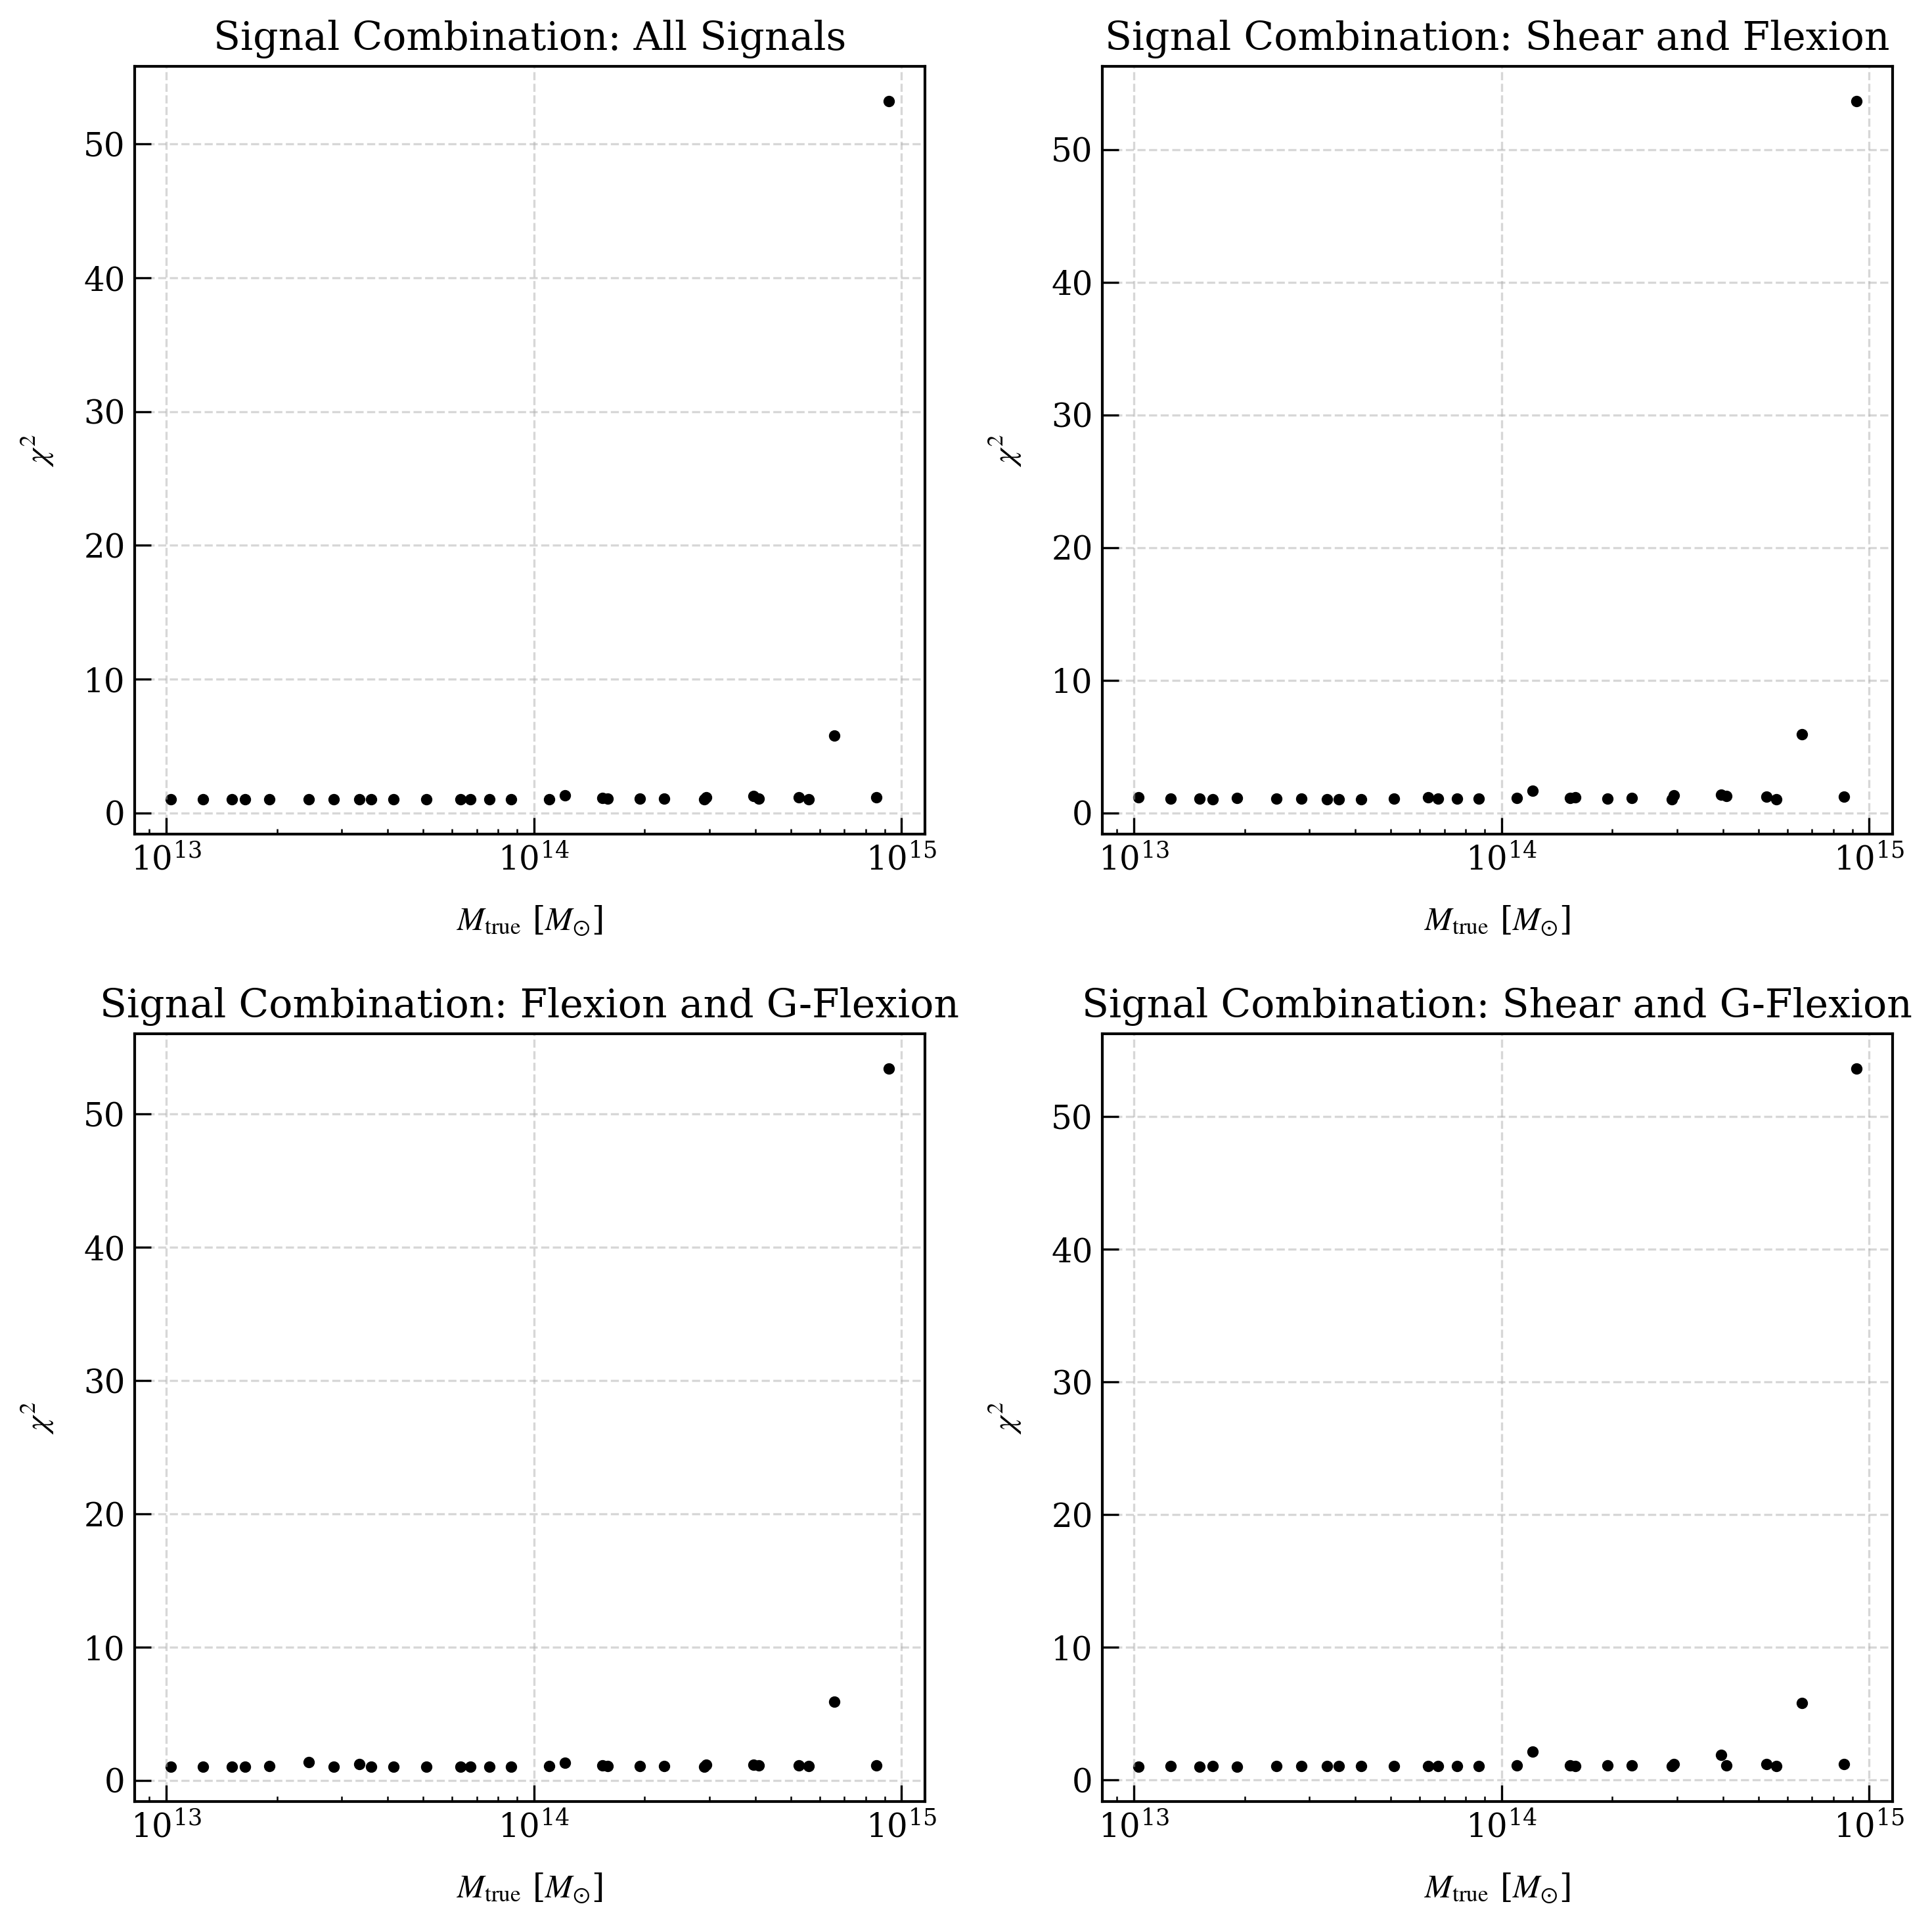 Signal Combination: All Signals
50
40
30
20
10
0
χ²
10¹³ 10¹⁴ 10¹⁵
M_true [M_⊙]
Signal Combination: Shear and Flexion
50
40
30
20
10
0
χ²
10¹³ 10¹⁴ 10¹⁵
M_true [M_⊙]
Signal Combination: Flexion and G-Flexion
50
40
30
20
10
0
χ²
10¹³ 10¹⁴ 10¹⁵
M_true [M_⊙]
Signal Combination: Shear and G-Flexion
50
40
30
20
10
0
χ²
10¹³ 10¹⁴ 10¹⁵
M_true [M_⊙]